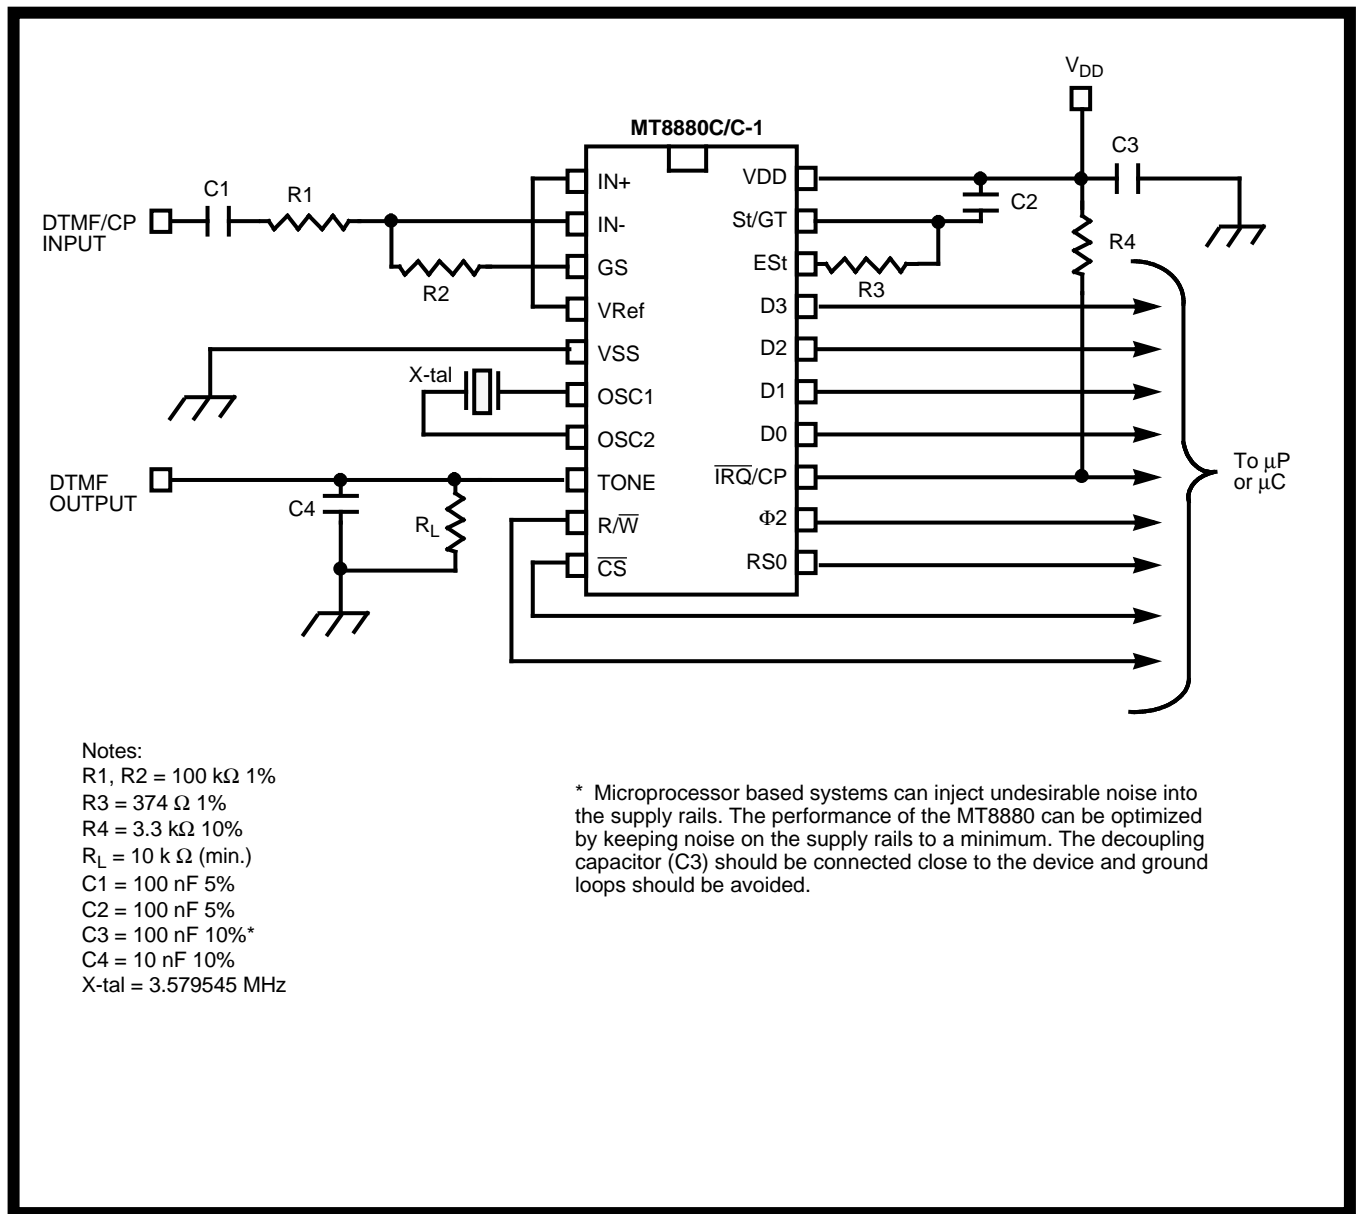 V_DD
MT8880C/C-1
C3
C1
R1
IN+
VDD
C2
DTMF/CP
INPUT
IN-
St/GT
R4
GS
ESt
R2
R3
VRef
D3
VSS
D2
X-tal
OSC1
D1
OSC2
D0
DTMF
OUTPUT
TONE
I̅R̅Q̅/CP
To μP
or μC
C4
R_L
R/W̅
Φ2
C̅S̅
RS0
Notes:
R1, R2 = 100 kΩ 1%
R3 = 374 Ω 1%
R4 = 3.3 kΩ 10%
R_L = 10 k Ω (min.)
C1 = 100 nF 5%
C2 = 100 nF 5%
C3 = 100 nF 10%*
C4 = 10 nF 10%
X-tal = 3.579545 MHz
* Microprocessor based systems can inject undesirable noise into
the supply rails. The performance of the MT8880 can be optimized
by keeping noise on the supply rails to a minimum. The decoupling
capacitor (C3) should be connected close to the device and ground
loops should be avoided.